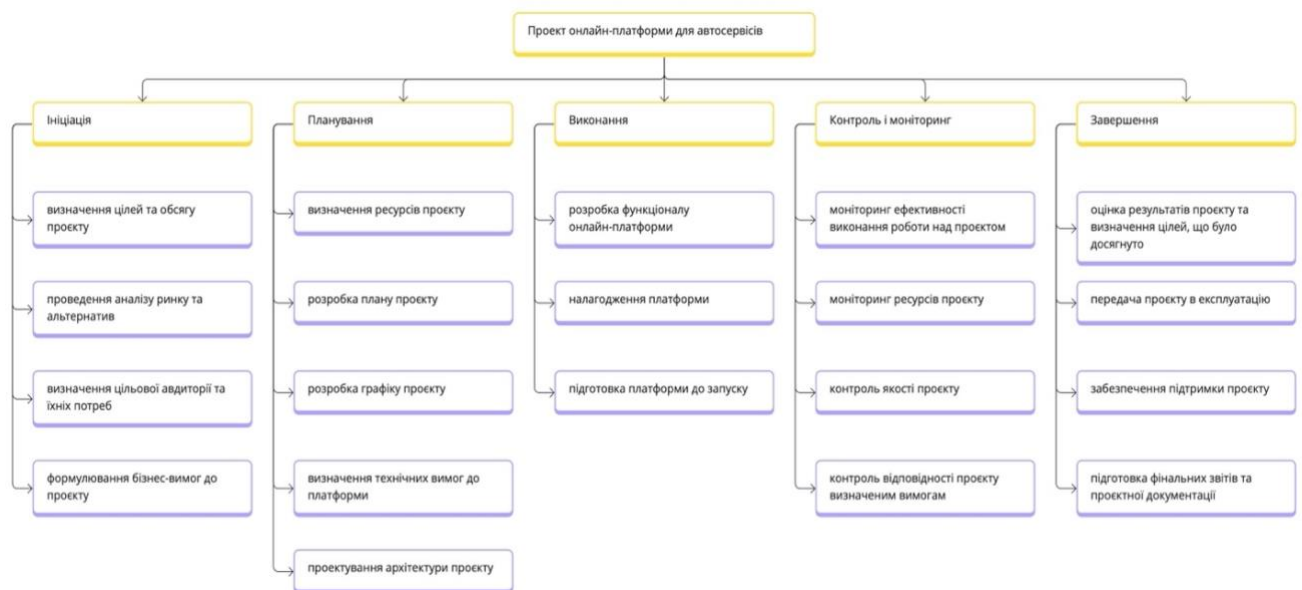 Проект онлайн-платформи для автосервісів
Ініціація
визначення цілей та обсягу
проєкту
проведення аналізу ринку та
альтернатив
визначення цільової авдиторії та
їхніх потреб
формулювання бізнес-вимог до
проєкту
Планування
визначення ресурсів проєкту
розробка плану проєкту
розробка графіку проєкту
визначення технічних вимог до
платформи
проектування архітектури проєкту
Виконання
розробка функціоналу
онлайн-платформи
налагодження платформи
підготовка платформи до запуску
Контроль і моніторинг
моніторинг ефективності
виконання роботи над проєктом
моніторинг ресурсів проєкту
контроль якості проєкту
контроль відповідності проєкту
визначеним вимогам
Завершення
оцінка результатів проєкту та
визначення цілей, що було
досягнуто
передача проєкту в експлуатацію
забезпечення підтримки проєкту
підготовка фінальних звітів та
проєктної документації